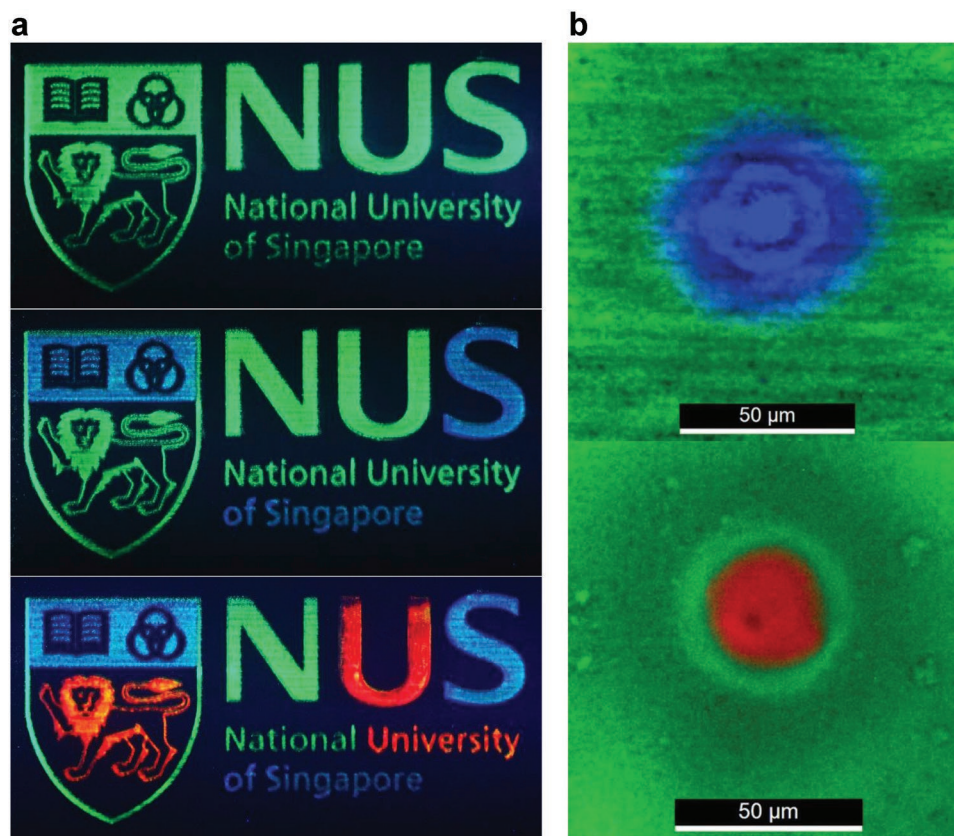 a
NUS
National University
of Singapore
NUS
National University
of Singapore
NUS
National University
of Singapore
b
50 µm
50 µm